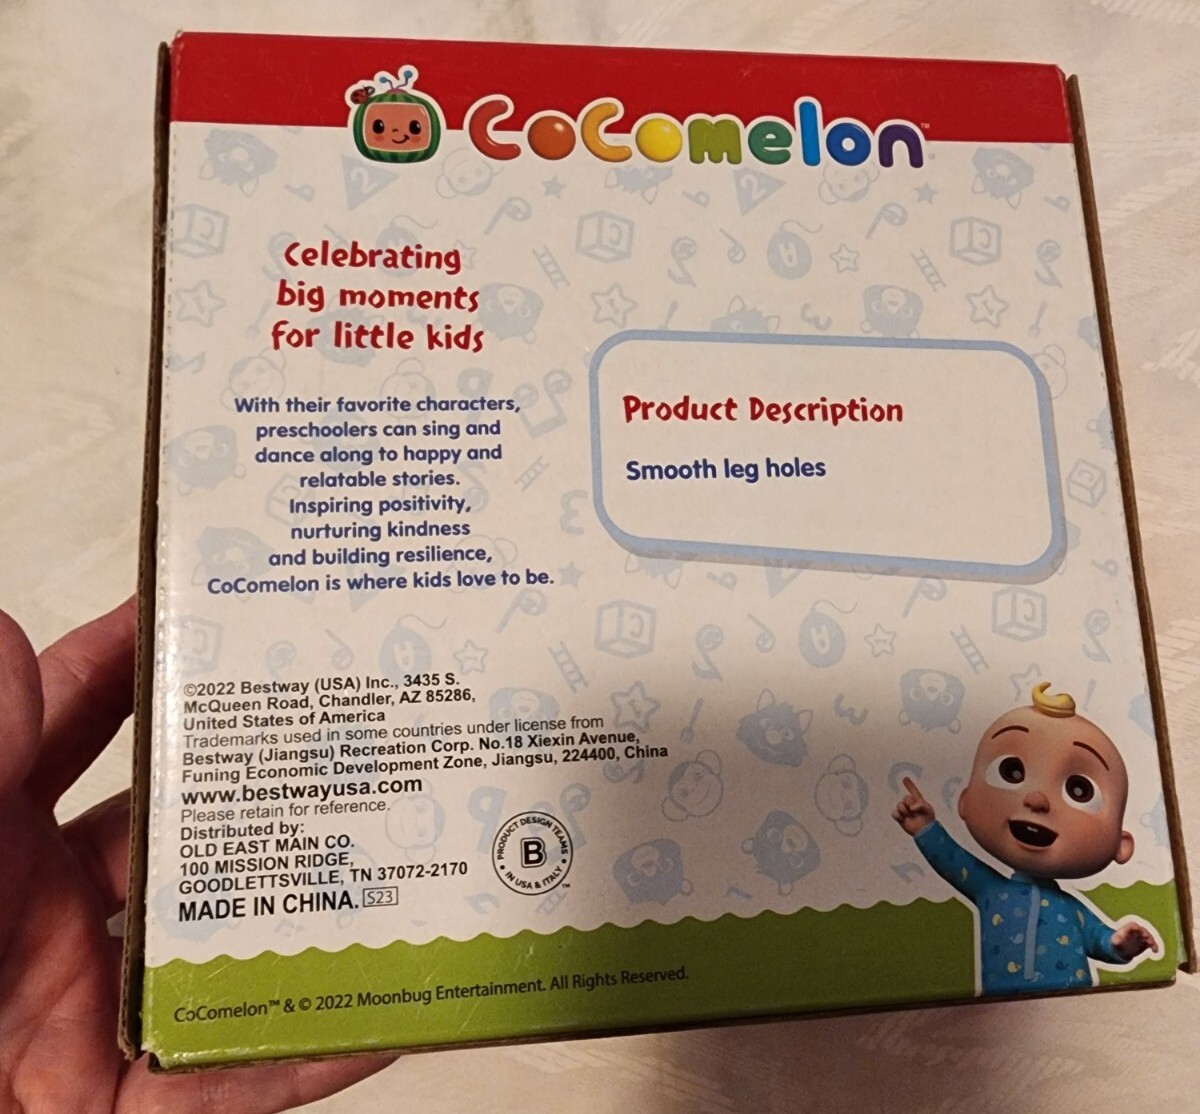 CoComelon™
Celebrating
big moments
for little kids
With their favorite characters,
preschoolers can sing and
dance along to happy and
relatable stories.
Inspiring positivity,
nurturing kindness
and building resilience,
CoComelon is where kids love to be.
Product Description
Smooth leg holes
©2022 Bestway (USA) Inc., 3435 S.
McQueen Road, Chandler, AZ 85286,
United States of America
Trademarks used in some countries under license from
Bestway (Jiangsu) Recreation Corp. No.18 Xiexin Avenue,
Funing Economic Development Zone, Jiangsu, 224400, China
www.bestwayusa.com
Please retain for reference.
Distributed by:
OLD EAST MAIN CO.
100 MISSION RIDGE,
GOODLETTSVILLE, TN 37072-2170
MADE IN CHINA. S23
PRODUCT DESIGN TEAMS
B
IN USA & ITALY ™
CoComelon™ & © 2022 Moonbug Entertainment. All Rights Reserved.